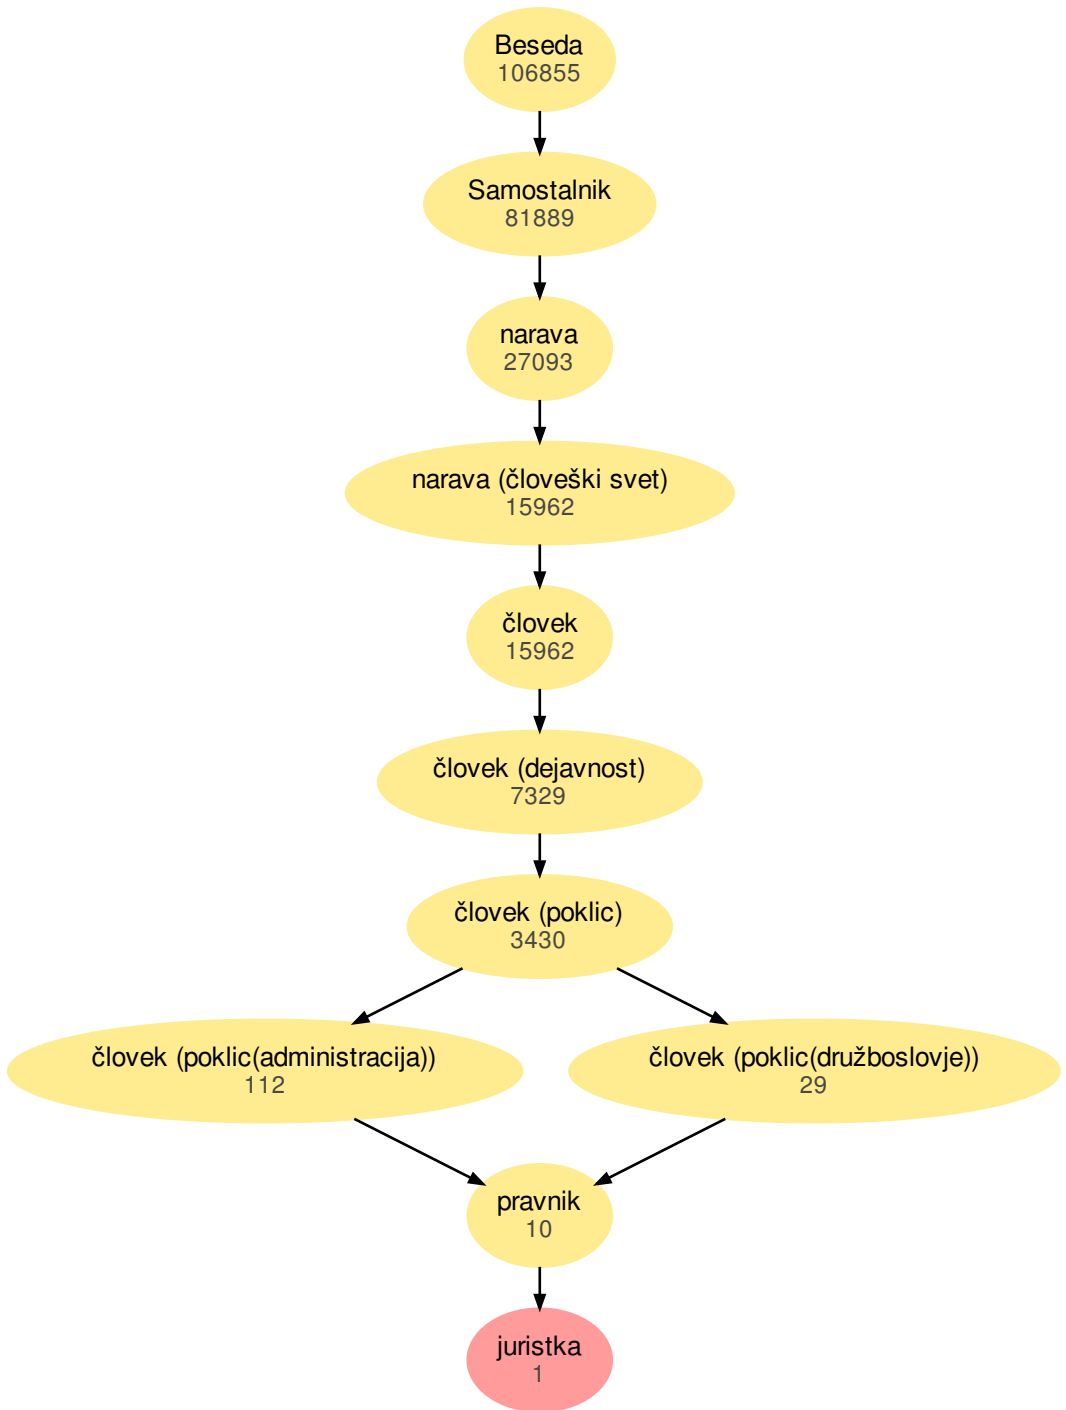 Beseda
106855
Samostalnik
81889
narava
27093
narava (človeški svet)
15962
človek
15962
človek (dejavnost)
7329
človek (poklic)
3430
človek (poklic(administracija))
112
človek (poklic(družboslovje))
29
pravnik
10
juristka
1